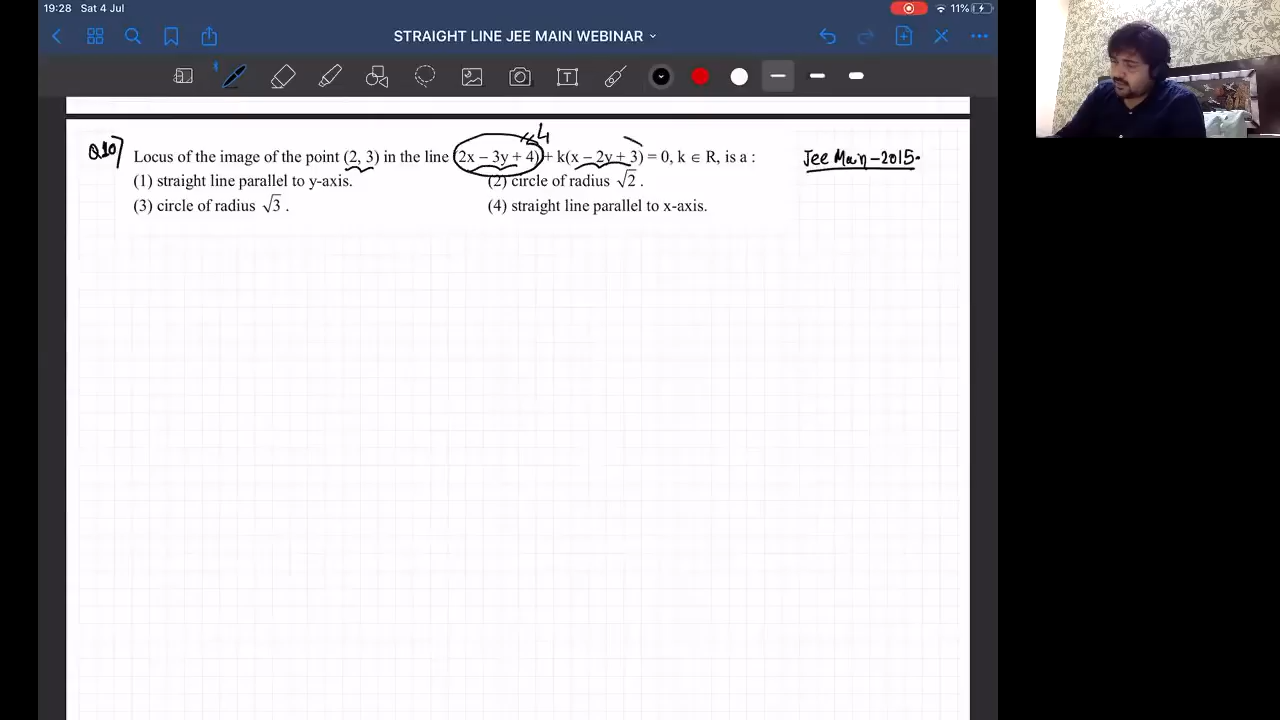 19:28 Sat 4 Jul 11%
STRAIGHT LINE JEE MAIN WEBINAR
4
Q10) Locus of the image of the point (2, 3) in the line (2x – 3y + 4) + k(x – 2y + 3) = 0, k ∈ R, is a : Jee Main-2015.
(1) straight line parallel to y-axis. (2) circle of radius √2 .
(3) circle of radius √3 . (4) straight line parallel to x-axis.